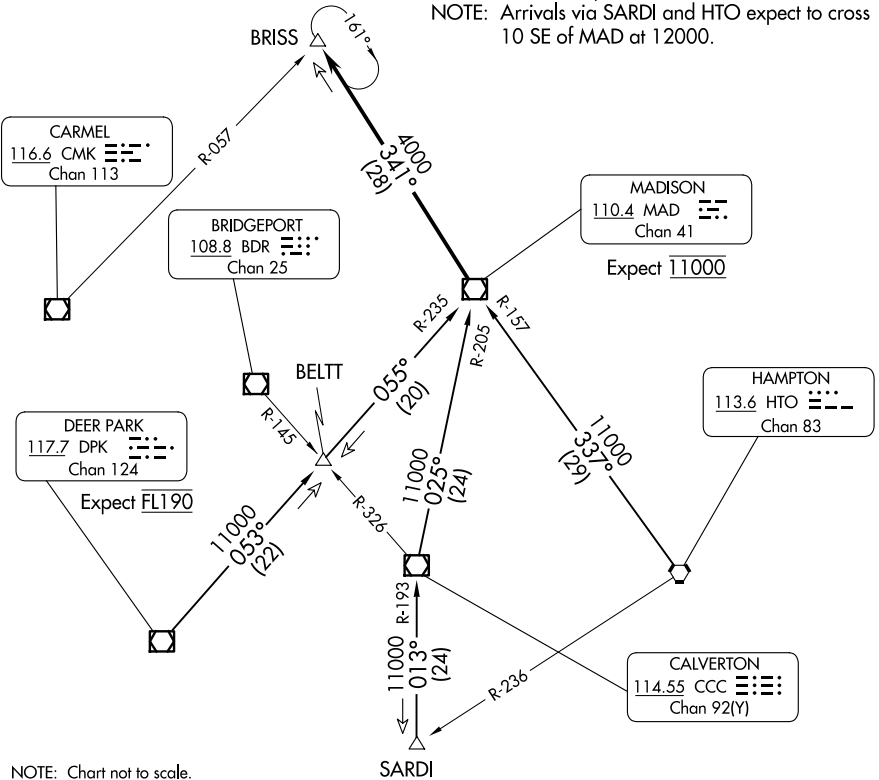 NOTE: Arrivals via SARDI and HTO expect to cross
10 SE of MAD at 12000.
BRISS
161°
R-057
CARMEL
116.6 CMK
Chan 113
4000
341°
(28)
MADISON
110.4 MAD
Chan 41
Expect 11000
BRIDGEPORT
108.8 BDR
Chan 25
R-235
R-205
R-157
BELTT
055°
(20)
R-145
HAMPTON
113.6 HTO
Chan 83
DEER PARK
117.7 DPK
Chan 124
Expect FL190
11000
053°
(22)
R-326
11000
025°
(24)
11000
337°
(29)
R-193
11000
013°
(24)
R-236
CALVERTON
114.55 CCC
Chan 92(Y)
SARDI
NOTE: Chart not to scale.